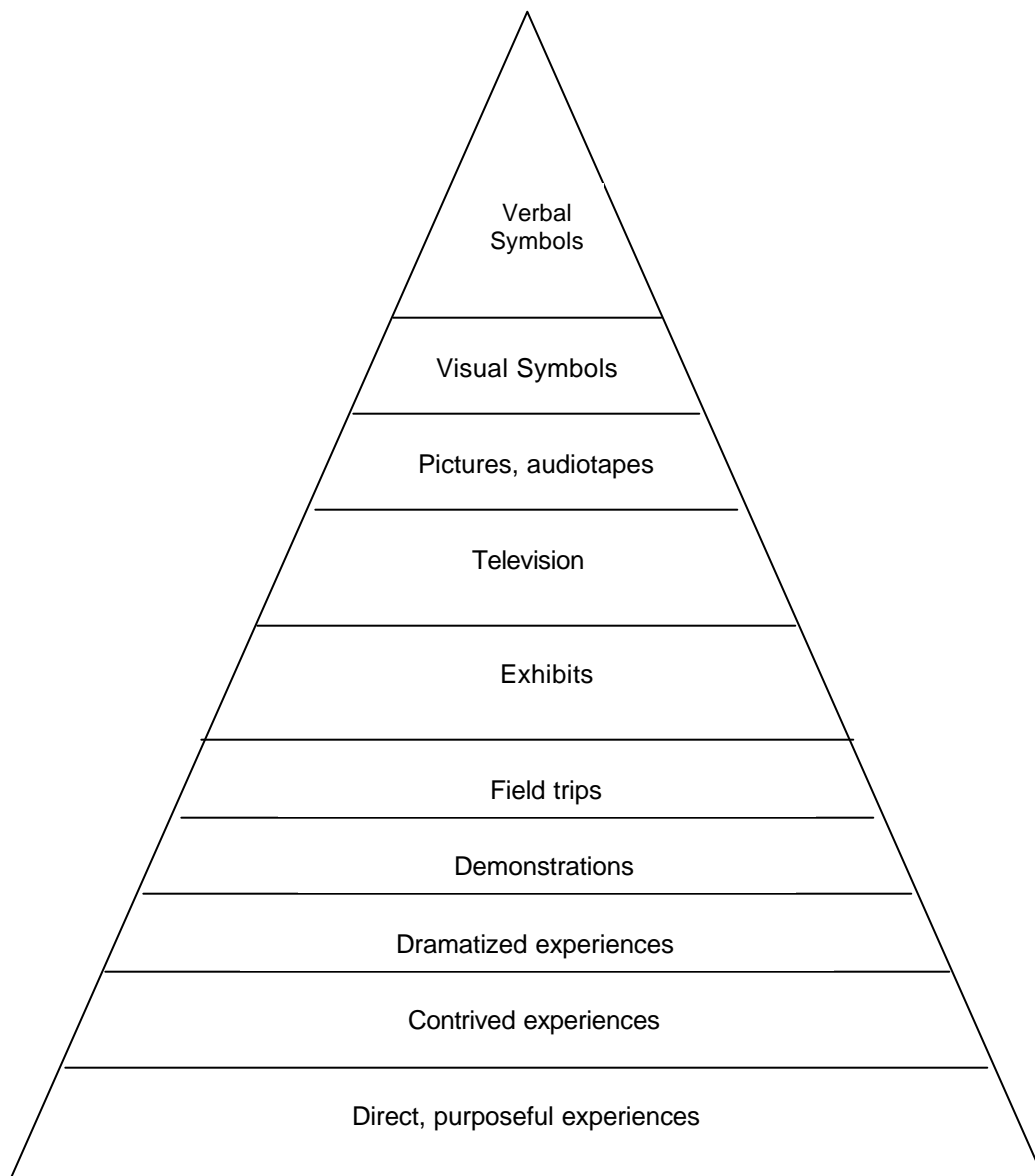 Verbal
Symbols
Visual Symbols
Pictures, audiotapes
Television
Exhibits
Field trips
Demonstrations
Dramatized experiences
Contrived experiences
Direct, purposeful experiences